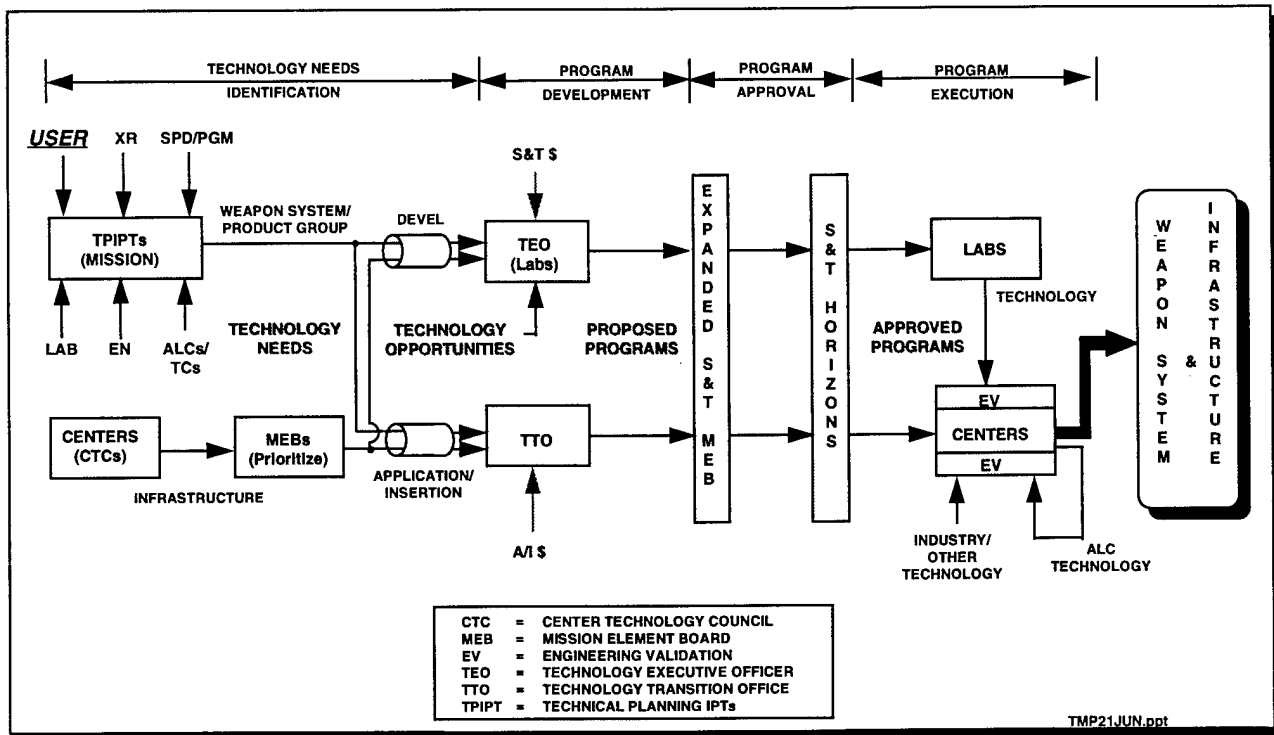 TECHNOLOGY NEEDS
IDENTIFICATION
PROGRAM
DEVELOPMENT
PROGRAM
APPROVAL
PROGRAM
EXECUTION
USER
XR
SPD/PGM
S&T $
TPIPTs
(MISSION)
WEAPON SYSTEM/
PRODUCT GROUP
DEVEL
TEO
(Labs)
EXPANDED S&T MEB
S&T HORIZONS
LABS
WEAPON SYSTEM
&
INFRASTRUCTURE
TECHNOLOGY
LAB
EN
ALCs/
TCs
TECHNOLOGY
NEEDS
TECHNOLOGY
OPPORTUNITIES
PROPOSED
PROGRAMS
APPROVED
PROGRAMS
CENTERS
(CTCs)
MEBs
(Prioritize)
TTO
EV
CENTERS
EV
INFRASTRUCTURE
APPLICATION/
INSERTION
A/I $
INDUSTRY/
OTHER
TECHNOLOGY
ALC
TECHNOLOGY
CTC = CENTER TECHNOLOGY COUNCIL
MEB = MISSION ELEMENT BOARD
EV = ENGINEERING VALIDATION
TEO = TECHNOLOGY EXECUTIVE OFFICER
TTO = TECHNOLOGY TRANSITION OFFICE
TPIPT = TECHNICAL PLANNING IPTs
TMP21JUN.ppt